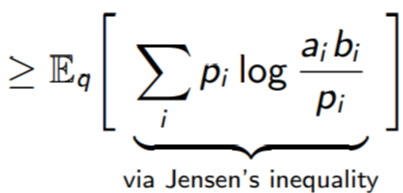 ≥ 𝔼_q [ ∑_i p_i log (a_i b_i / p_i) ]
via Jensen's inequality